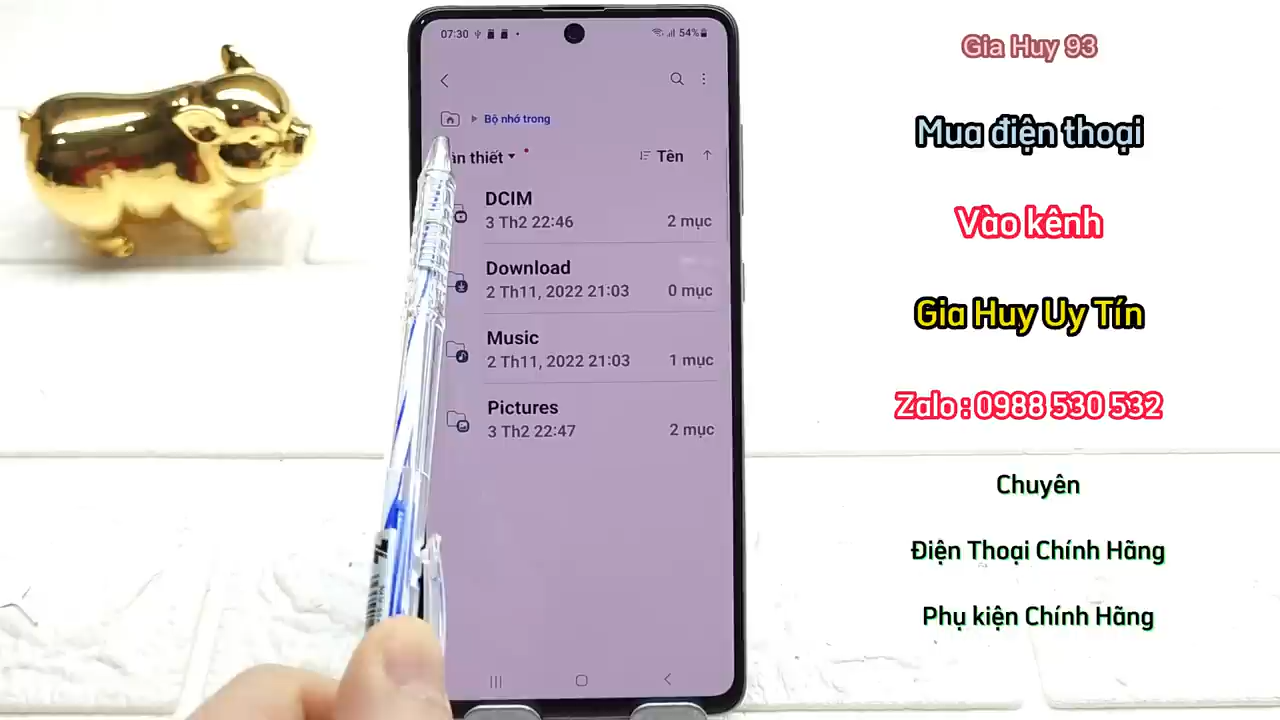 07:30
54%
Bộ nhớ trong
thiết
Tên
DCIM
3 Th2 22:46
2 mục
Download
2 Th11, 2022 21:03
0 mục
Music
2 Th11, 2022 21:03
1 mục
Pictures
3 Th2 22:47
2 mục
Gia Huy 93
Mua điện thoại
Vào kênh
Gia Huy Uy Tín
Zalo : 0988 530 532
Chuyên
Điện Thoại Chính Hãng
Phụ kiện Chính Hãng